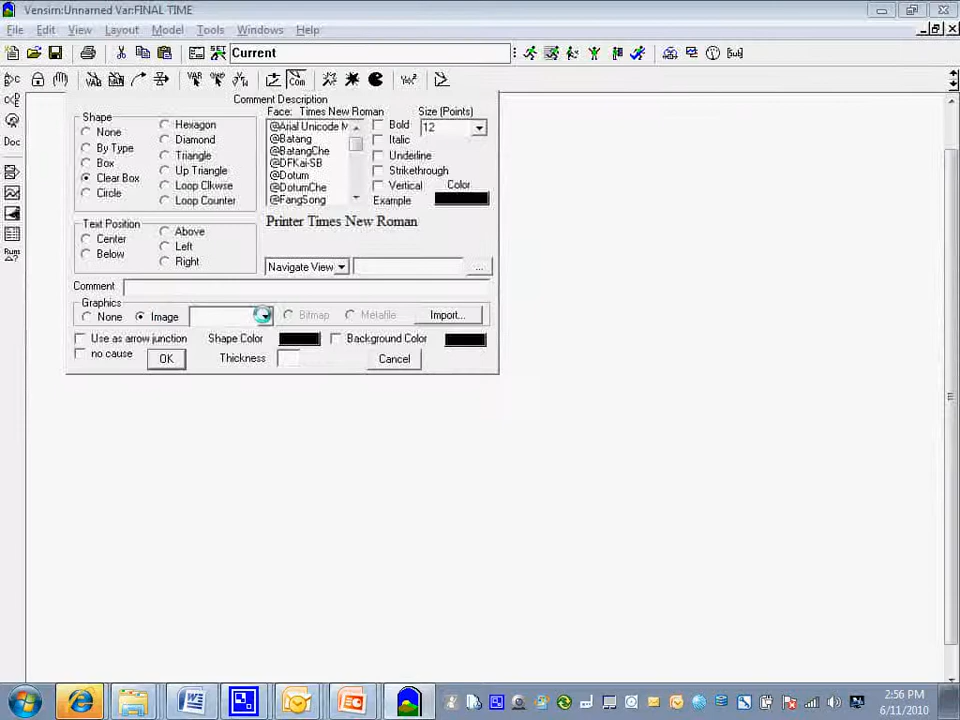 Vensim:Unnamed Var:FINAL TIME
File Edit View Layout Model Tools Windows Help
Current
VAR Com
Comment Description
Shape
None
By Type
Box
Clear Box
Circle
Hexagon
Diamond
Triangle
Up Triangle
Loop Clkwse
Loop Counter
Face: Times New Roman
@Arial Unicode M
@Batang
@BatangChe
@DFKai-SB
@Dotum
@DotumChe
@FangSong
Size (Points)
Bold 12
Italic
Underline
Strikethrough
Vertical Color
Example
Printer Times New Roman
Text Position
Center
Below
Above
Left
Right
Navigate View ...
Comment
Graphics
None Image Bitmap Metafile Import...
Use as arrow junction Shape Color Background Color
no cause OK Thickness Cancel
Doc
2:56 PM
6/11/2010